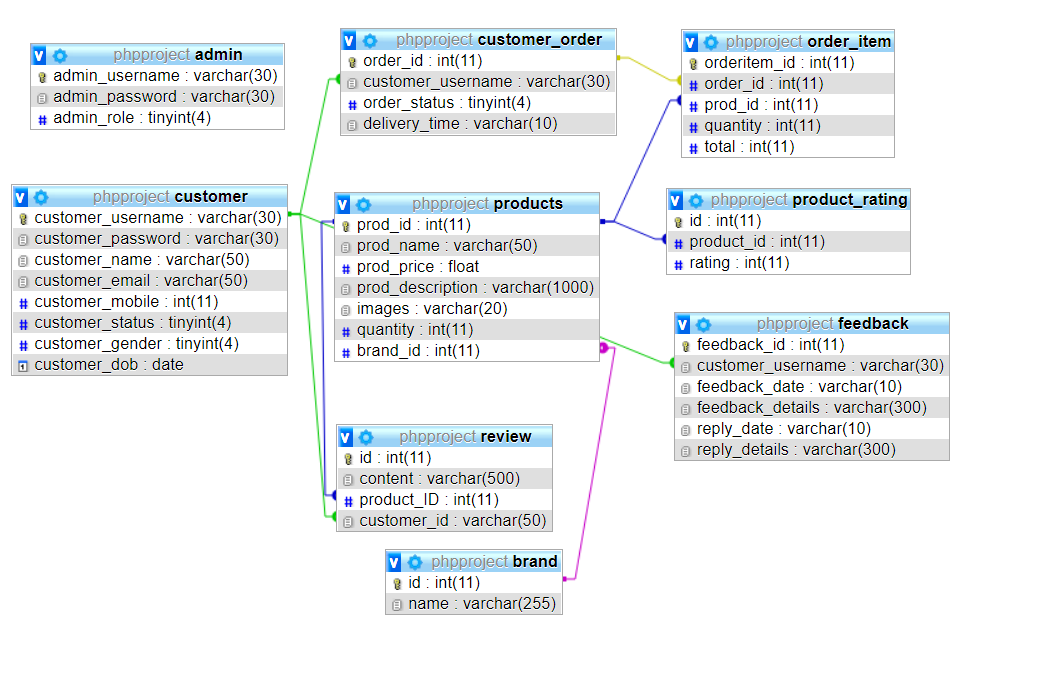 phpproject admin
admin_username : varchar(30)
admin_password : varchar(30)
admin_role : tinyint(4)
V phpproject customer_order
order_id : int(11)
customer_username : varchar(30)
# order_status : tinyint(4)
delivery_time : varchar(10)
V phpproject order_item
orderitem_id : int(11)
# order_id : int(11)
# prod_id : int(11)
# quantity : int(11)
# total : int(11)
V phpproject customer
customer_username : varchar(30)
customer_password : varchar(30)
customer_name : varchar(50)
customer_email : varchar(50)
# customer_mobile : int(11)
# customer_status : tinyint(4)
# customer_gender : tinyint(4)
customer_dob : date
V phpproject products
prod_id : int(11)
prod_name : varchar(50)
# prod_price : float
prod_description : varchar(1000)
images : varchar(20)
# quantity : int(11)
# brand_id : int(11)
V phpproject product_rating
id : int(11)
# product_id : int(11)
# rating : int(11)
V phpproject feedback
feedback_id : int(11)
customer_username : varchar(30)
feedback_date : varchar(10)
feedback_details : varchar(300)
reply_date : varchar(10)
reply_details : varchar(300)
V phpproject review
id : int(11)
content : varchar(500)
# product_ID : int(11)
customer_id : varchar(50)
V phpproject brand
id : int(11)
name : varchar(255)